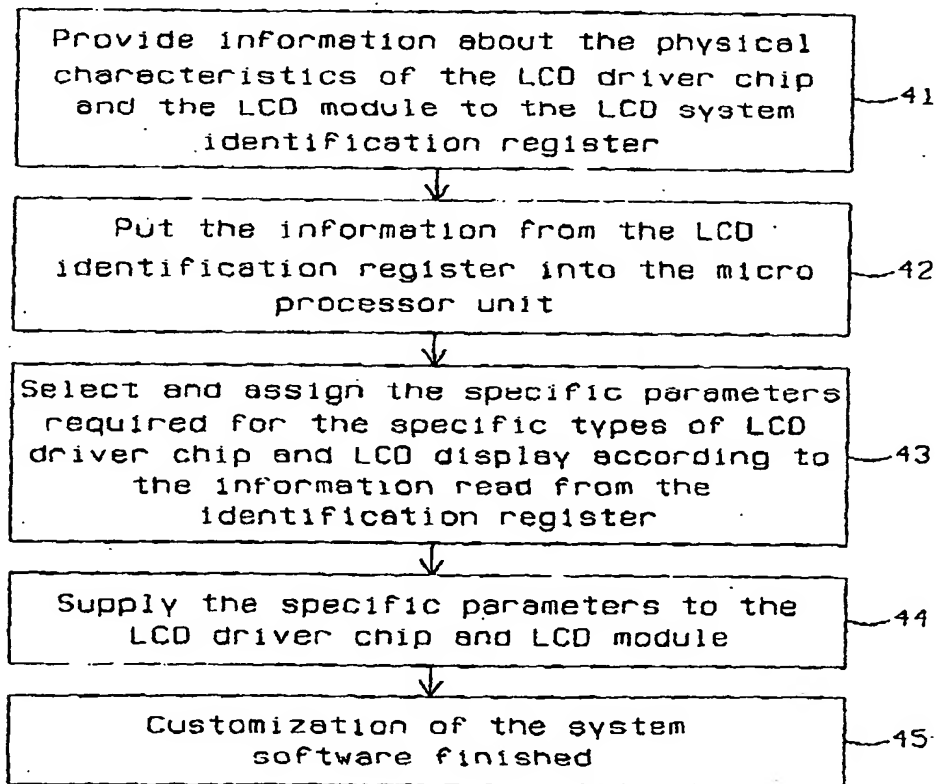 Provide information about the physical
characteristics of the LCD driver chip
and the LCD module to the LCD system
identification register
41
Put the information from the LCD
identification register into the micro
processor unit
42
Select and assign the specific parameters
required for the specific types of LCD
driver chip and LCD display according to
the information read from the
identification register
43
Supply the specific parameters to the
LCD driver chip and LCD module
44
Customization of the system
software finished
45